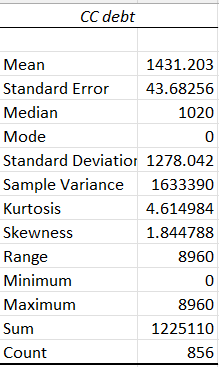 CC debt
Mean 1431.203
Standard Error 43.68256
Median 1020
Mode 0
Standard Deviation 1278.042
Sample Variance 1633390
Kurtosis 4.614984
Skewness 1.844788
Range 8960
Minimum 0
Maximum 8960
Sum 1225110
Count 856